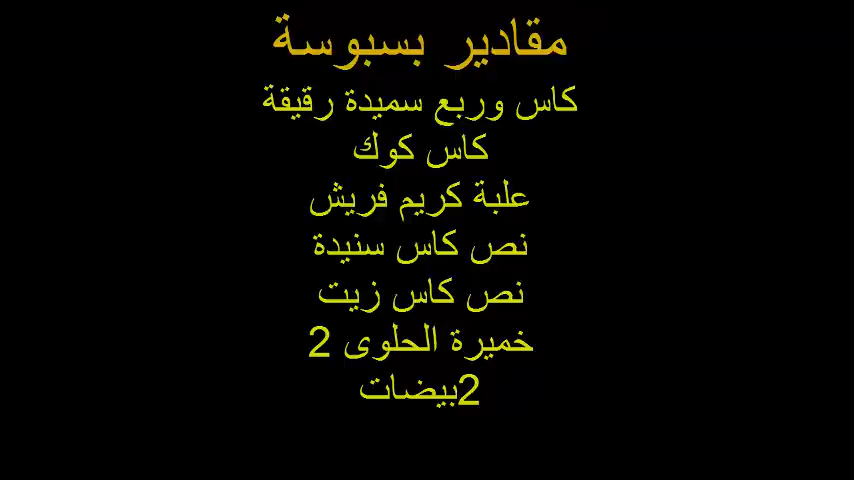 مقادير بسبوسة
كاس وربع سميدة رقيقة
كاس كوك
علبة كريم فريش
نص كاس سنيدة
نص كاس زيت
خميرة الحلوى 2
2بيضات